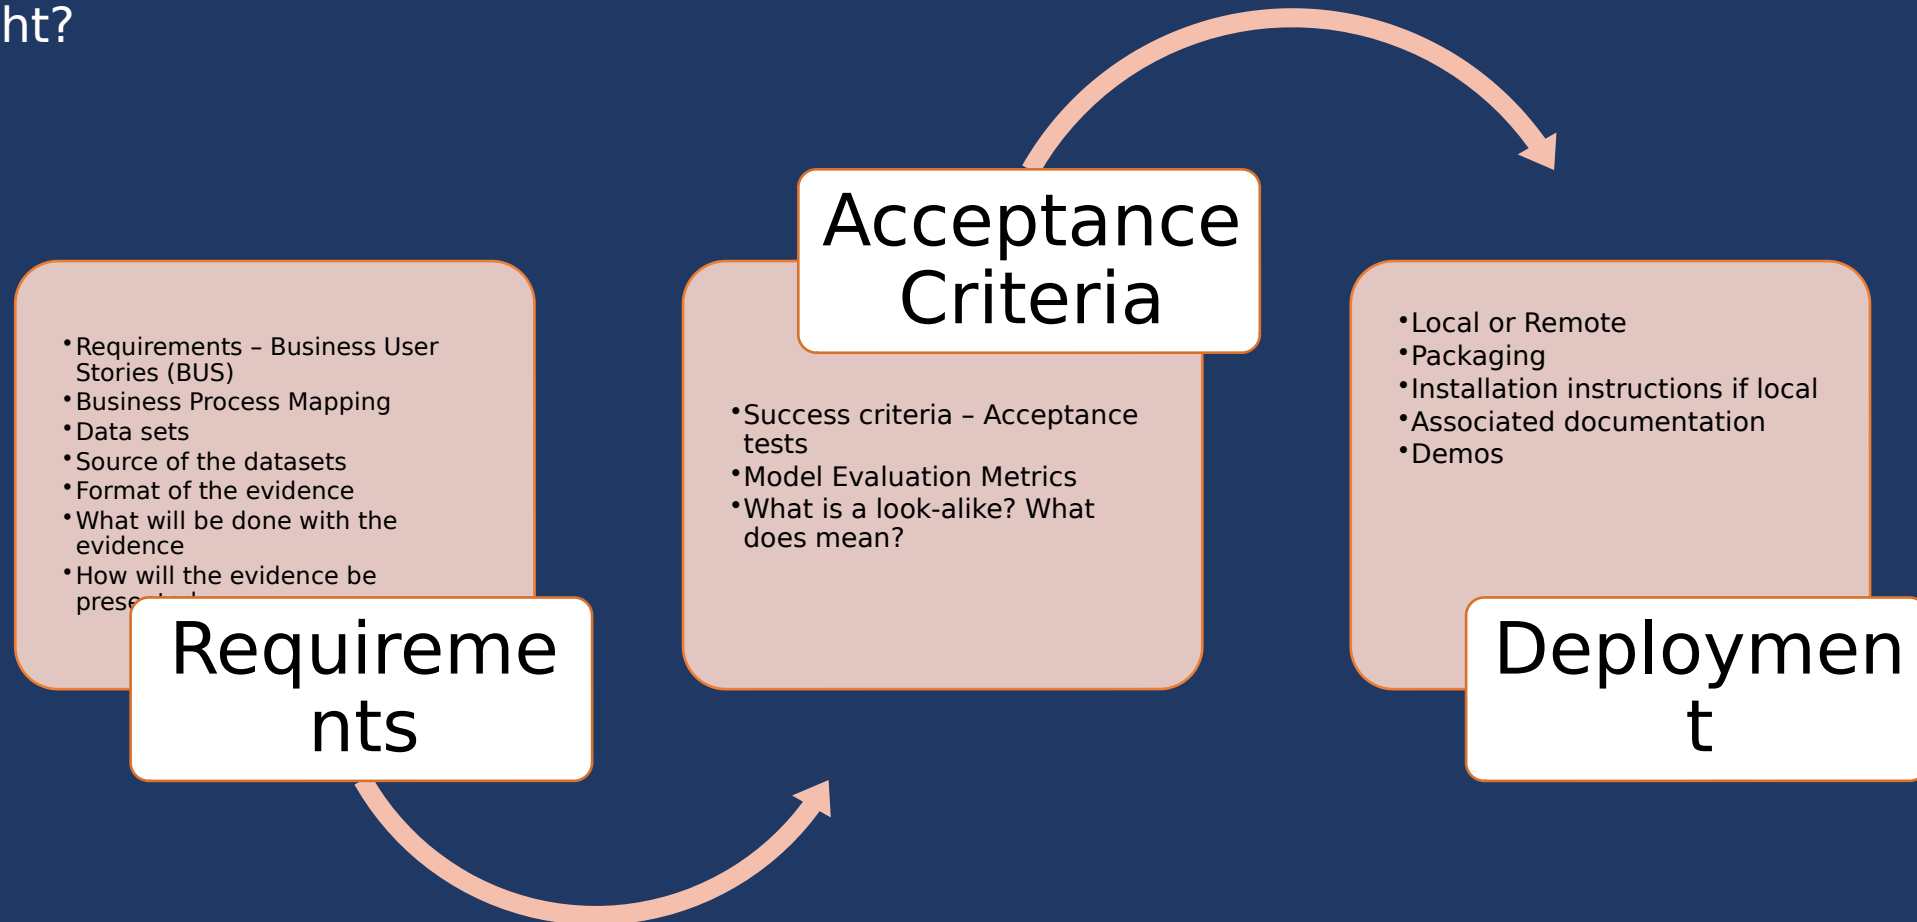 ht?
• Requirements – Business User
Stories (BUS)
• Business Process Mapping
• Data sets
• Source of the datasets
• Format of the evidence
• What will be done with the
evidence
• How will the evidence be
Requireme
nts
Acceptance
Criteria
• Success criteria – Acceptance
tests
• Model Evaluation Metrics
• What is a look-alike? What
does mean?
• Local or Remote
• Packaging
• Installation instructions if local
• Associated documentation
• Demos
Deploymen
t